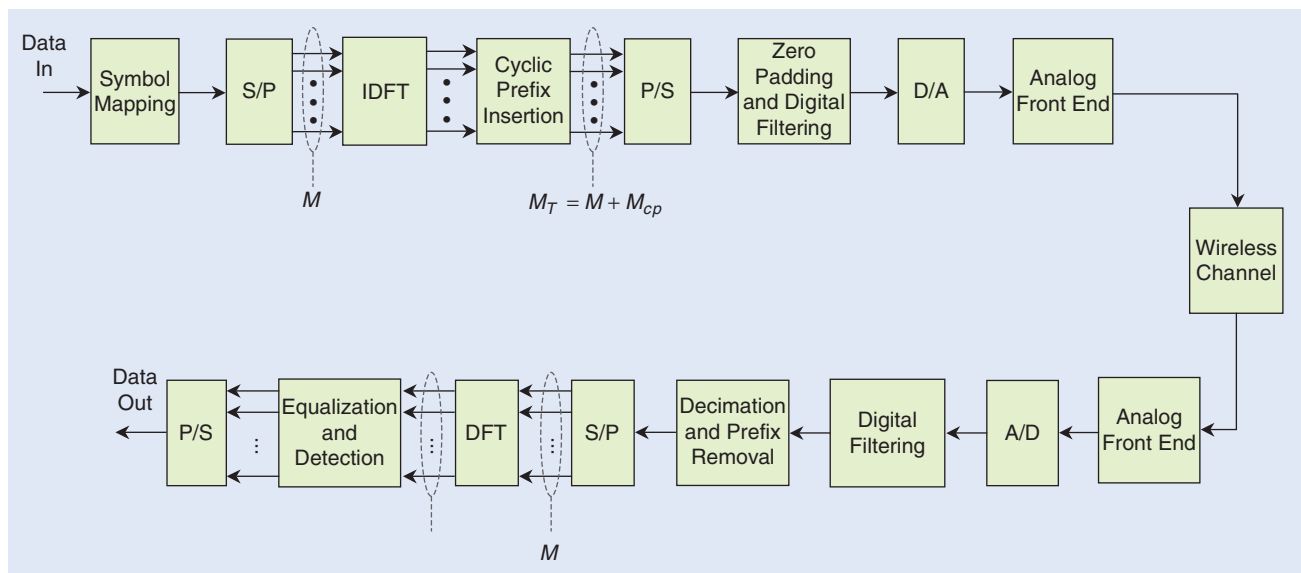 Data
In
Symbol
Mapping
S/P
IDFT
Cyclic
Prefix
Insertion
P/S
Zero
Padding
and Digital
Filtering
D/A
Analog
Front End
M
M_T = M + M_cp
Wireless
Channel
Data
Out
P/S
Equalization
and
Detection
DFT
S/P
Decimation
and Prefix
Removal
Digital
Filtering
A/D
Analog
Front End
M